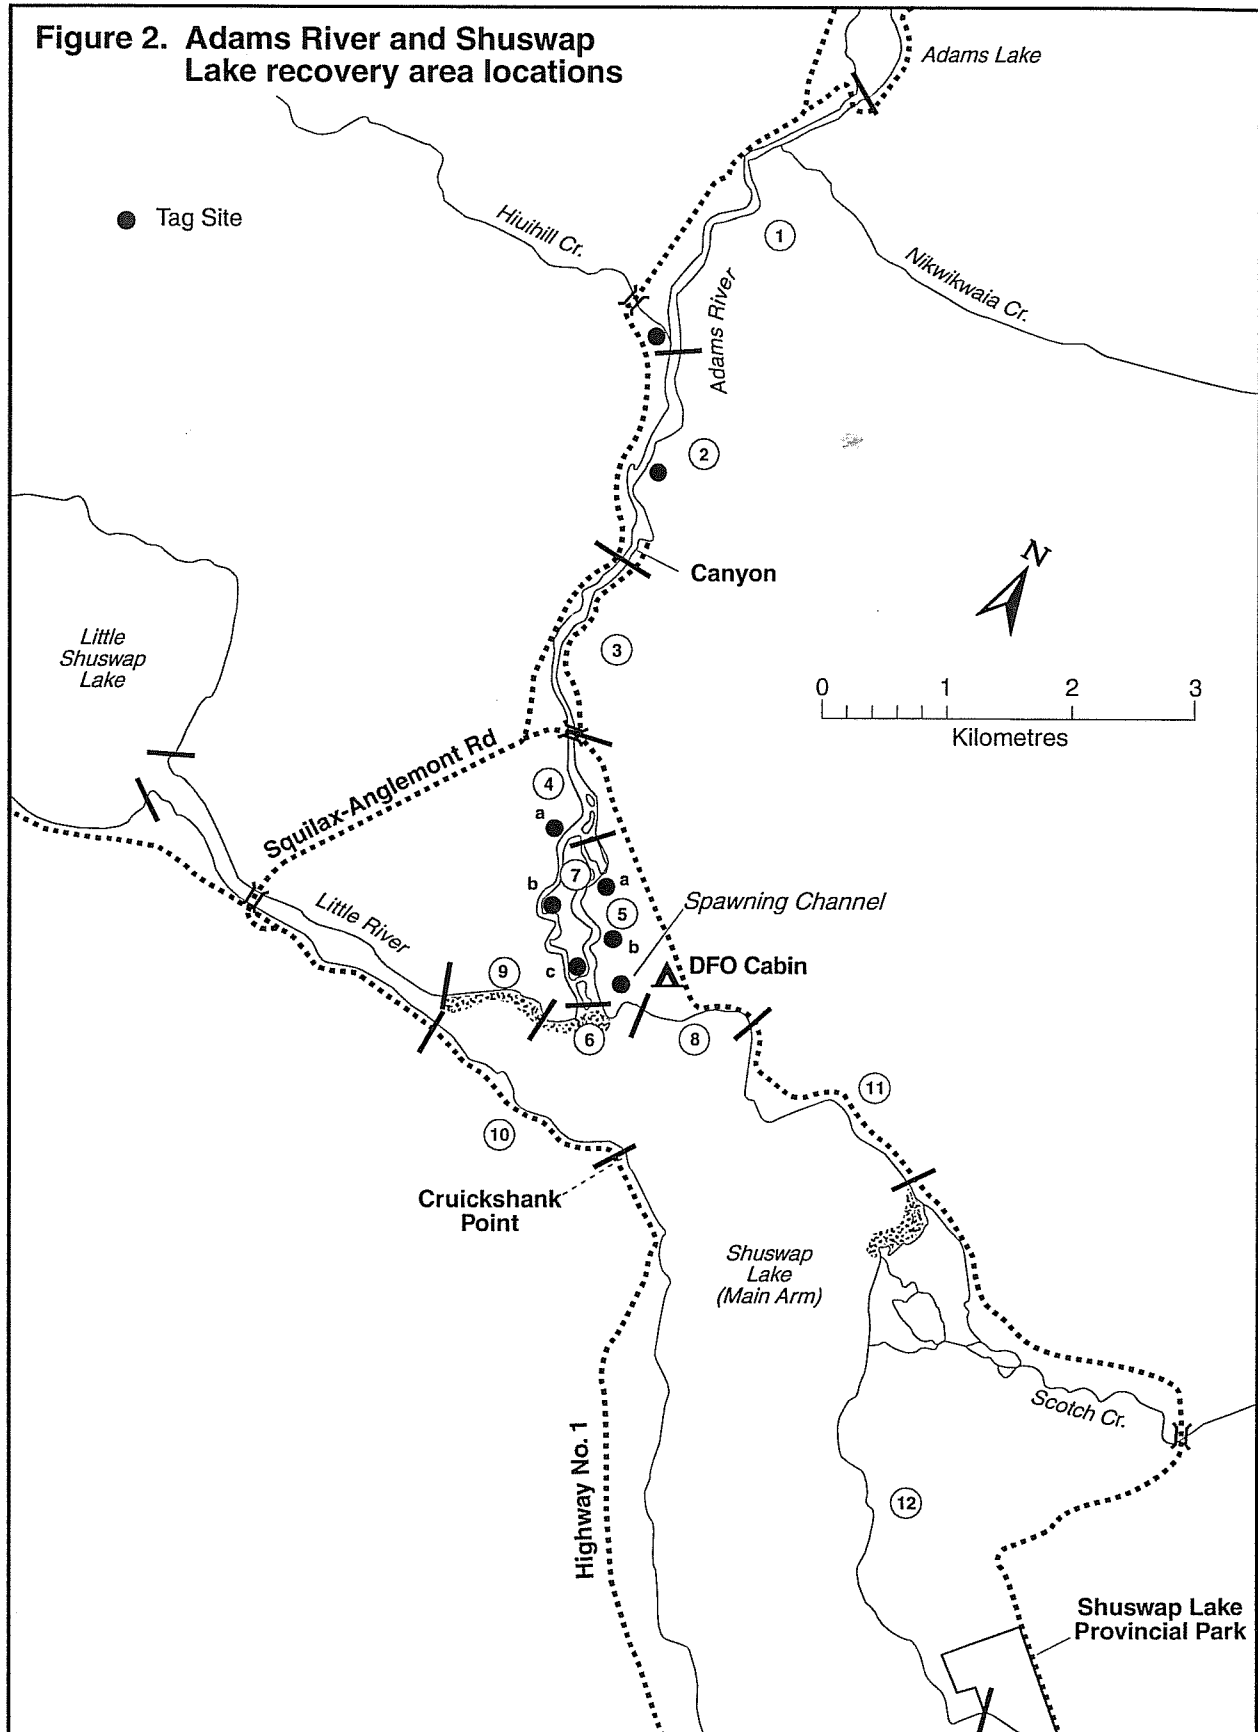 Figure 2. Adams River and Shuswap
Lake recovery area locations
Adams Lake
Tag Site
Hiuihill Cr.
1
Nikwikwaia Cr.
Adams River
2
Canyon
N
3
Little
Shuswap
Lake
0 1 2 3
Kilometres
Squilax-Anglemont Rd
4
a
7
b
a
5
Spawning Channel
Little River
b
DFO Cabin
c
9
6
8
11
10
Cruickshank
Point
Shuswap
Lake
(Main Arm)
Scotch Cr.
Highway No. 1
12
Shuswap Lake
Provincial Park